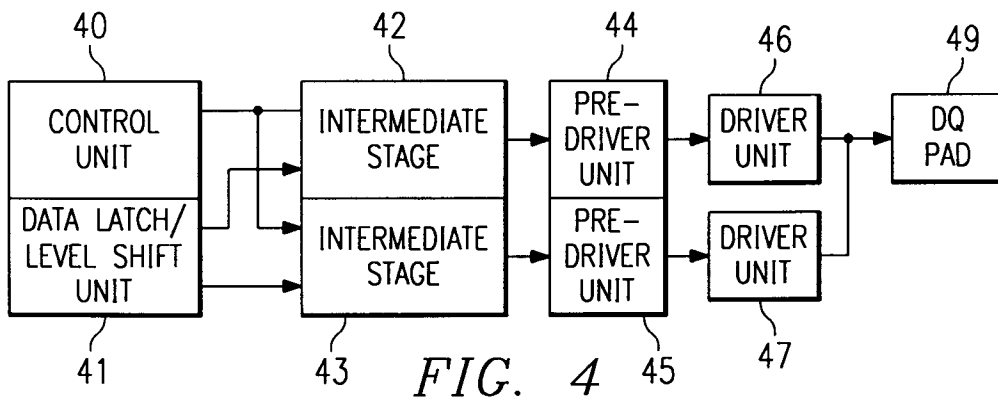 40
42
44
46
49
CONTROL
UNIT
INTERMEDIATE
STAGE
PRE-
DRIVER
UNIT
DRIVER
UNIT
DQ
PAD
DATA LATCH/
LEVEL SHIFT
UNIT
INTERMEDIATE
STAGE
PRE-
DRIVER
UNIT
DRIVER
UNIT
41
43
45
47
FIG. 4